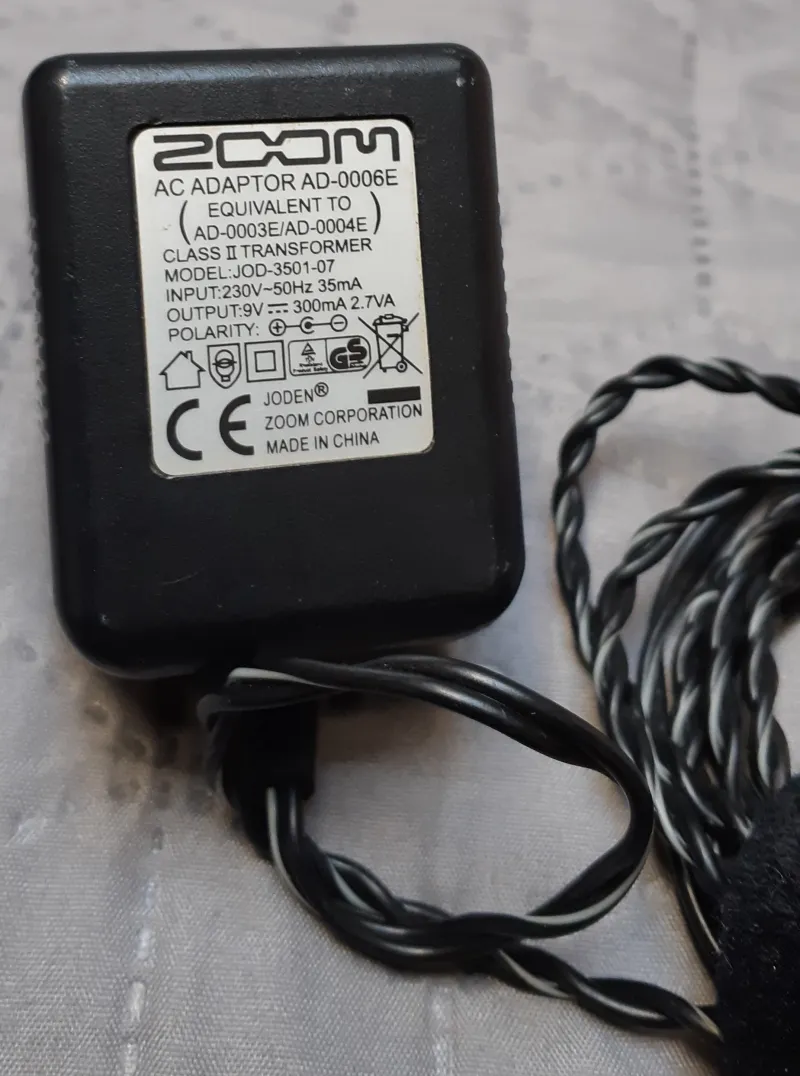 ZOOM
AC ADAPTOR AD-0006E
( EQUIVALENT TO
AD-0003E/AD-0004E )
CLASS II TRANSFORMER
MODEL:JOD-3501-07
INPUT:230V~50Hz 35mA
OUTPUT:9V⎓ 300mA 2.7VA
POLARITY: + −
GS
CE
JODEN®
ZOOM CORPORATION
MADE IN CHINA